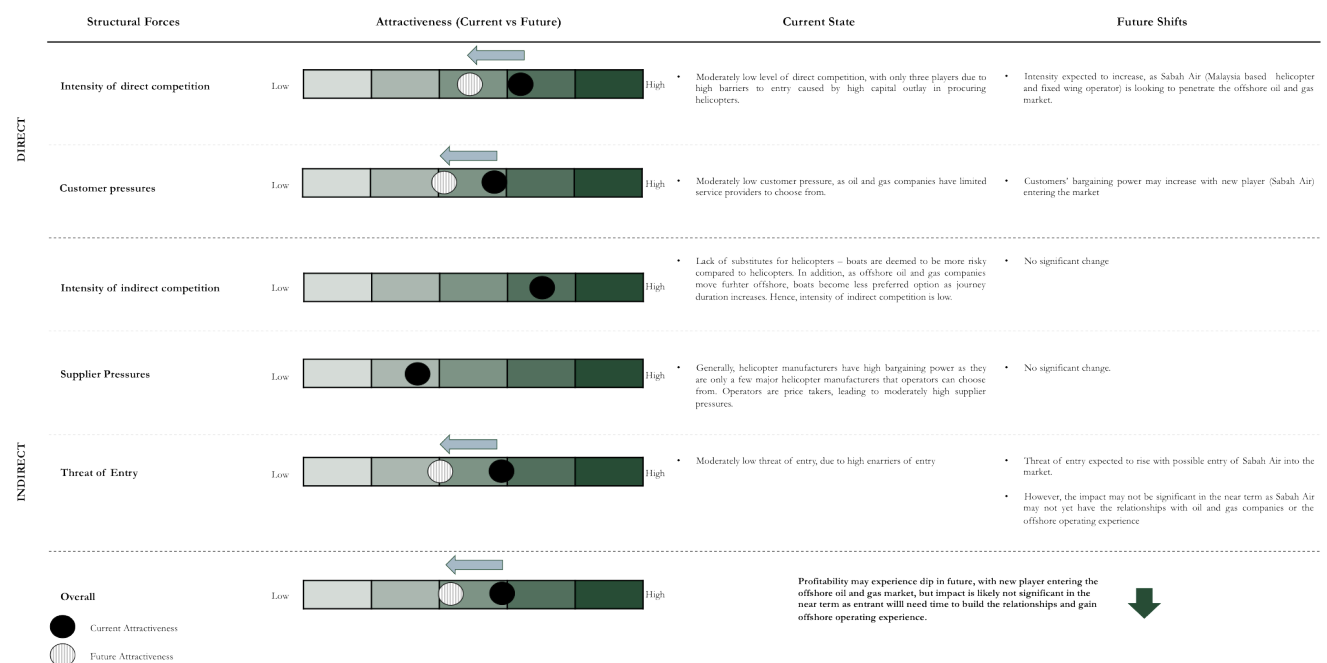 Structural Forces
Attractiveness (Current vs Future)
Current State
Future Shifts
DIRECT
Intensity of direct competition
Low
High
• Moderately low level of direct competition, with only three players due to
high barriers to entry caused by high capital outlay in procuring
helicopters.
• Intensity expected to increase, as Sabah Air (Malaysia based helicopter
and fixed wing operator) is looking to penetrate the offshore oil and gas
market.
Customer pressures
Low
High
• Moderately low customer pressure, as oil and gas companies have limited
service providers to choose from.
• Customers' bargaining power may increase with new player (Sabah Air)
entering the market
INDIRECT
Intensity of indirect competition
Low
High
• Lack of substitutes for helicopters – boats are deemed to be more risky
compared to helicopters. In addition, as offshore oil and gas companies
move furhter offshore, boats become less preferred option as journey
duration increases. Hence, intensity of indirect competition is low.
• No significant change
Supplier Pressures
Low
High
• Generally, helicopter manufacturers have high bargaining power as they
are only a few major helicopter manufacturers that operators can choose
from. Operators are price takers, leading to moderately high supplier
pressures.
• No significant change.
Threat of Entry
Low
High
• Moderately low threat of entry, due to high enarriers of entry
• Threat of entry expected to rise with possible entry of Sabah Air into the
market.
• However, the impact may not be significant in the near term as Sabah Air
may not yet have the relationships with oil and gas companies or the
offshore operating experience
Overall
Low
High
Profitability may experience dip in future, with new player entering the
offshore oil and gas market, but impact is likely not significant in the
near term as entrant willl need time to build the relationships and gain
offshore operating experience.
Current Attractiveness
Future Attractiveness